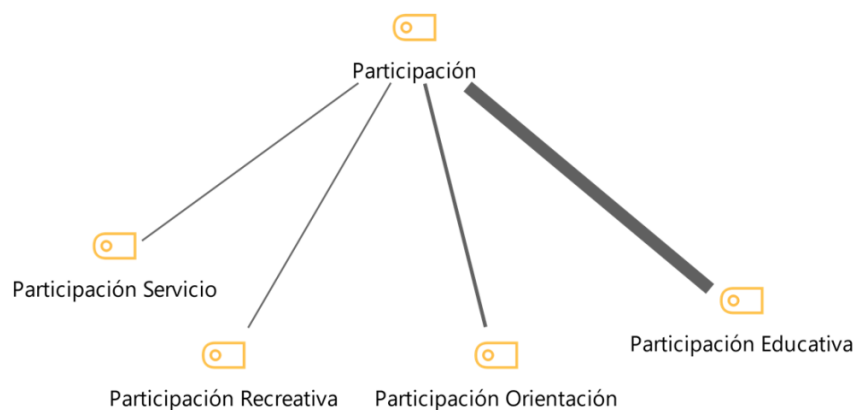 Participación
Participación Servicio
Participación Educativa
Participación Recreativa
Participación Orientación